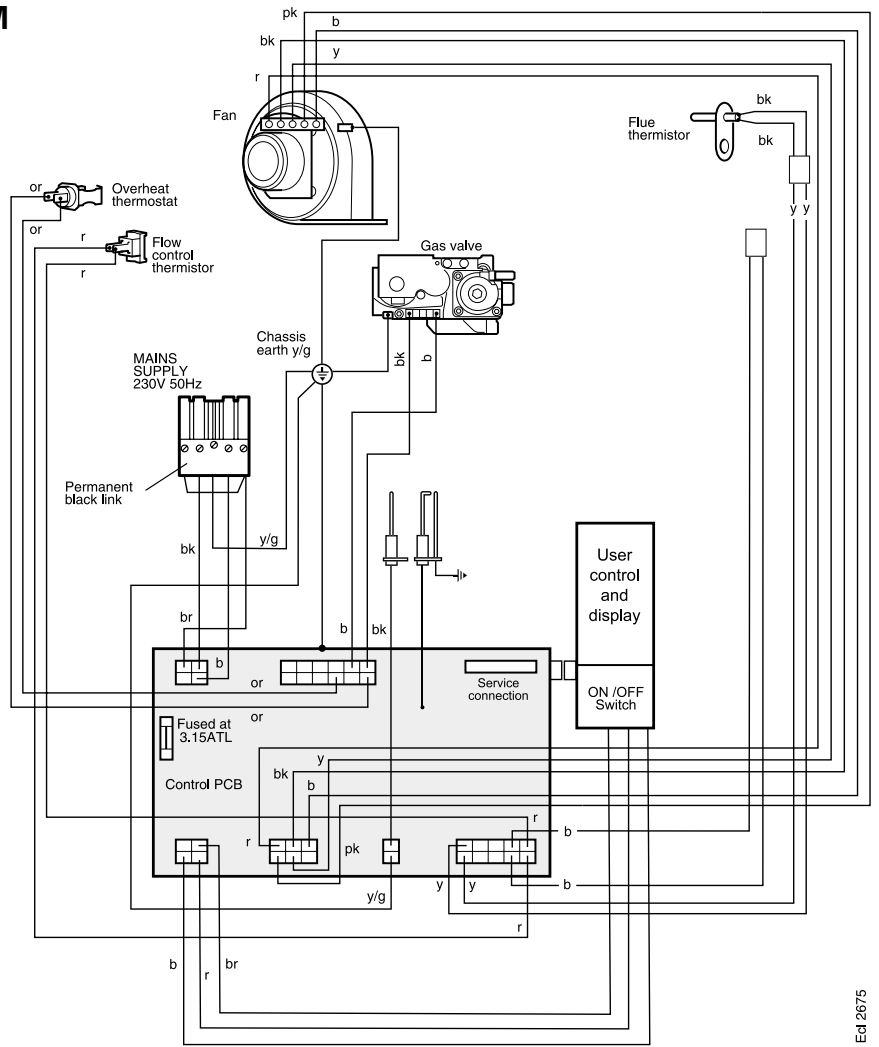 M
pk
b
bk
y
r
Fan
Flue
thermistor
bk
bk
y y
or
Overheat
thermostat
or
r
Flow
control
thermistor
r
Gas valve
Chassis
earth y/g
bk
b
MAINS
SUPPLY
230V 50Hz
Permanent
black link
bk
y/g
br
b
b
bk
User
control
and
display
ON /OFF
Switch
Service
connection
or
or
Fused at
3.15ATL
Control PCB
y
bk
b
r
b
r
pk
y/g
y
y
b
r
b
r
br
Ecl 2675